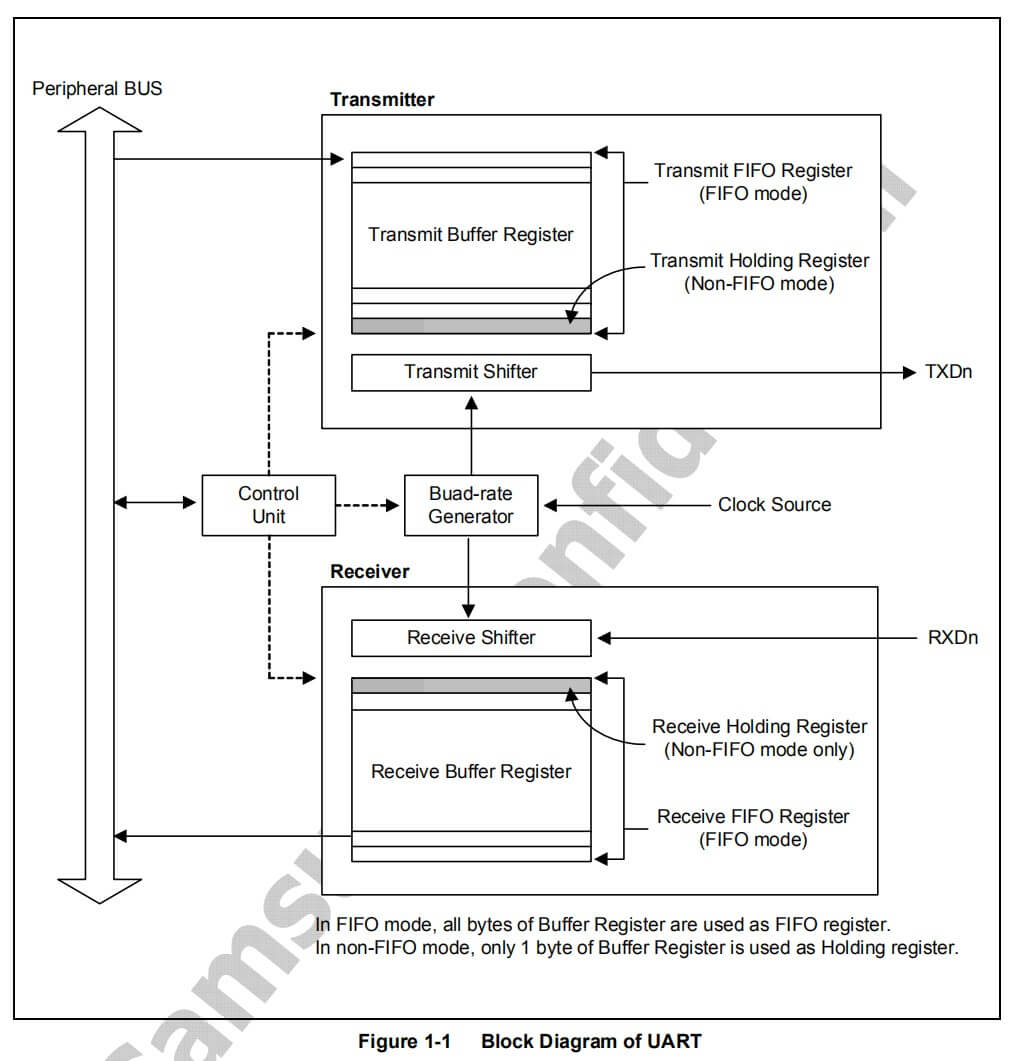 Peripheral BUS
Transmitter
Transmit FIFO Register
(FIFO mode)
Transmit Buffer Register
Transmit Holding Register
(Non-FIFO mode)
Transmit Shifter
TXDn
Control
Unit
Buad-rate
Generator
Clock Source
Receiver
Receive Shifter
RXDn
Receive Holding Register
(Non-FIFO mode only)
Receive Buffer Register
Receive FIFO Register
(FIFO mode)
In FIFO mode, all bytes of Buffer Register are used as FIFO register.
In non-FIFO mode, only 1 byte of Buffer Register is used as Holding register.
Figure 1-1 Block Diagram of UART